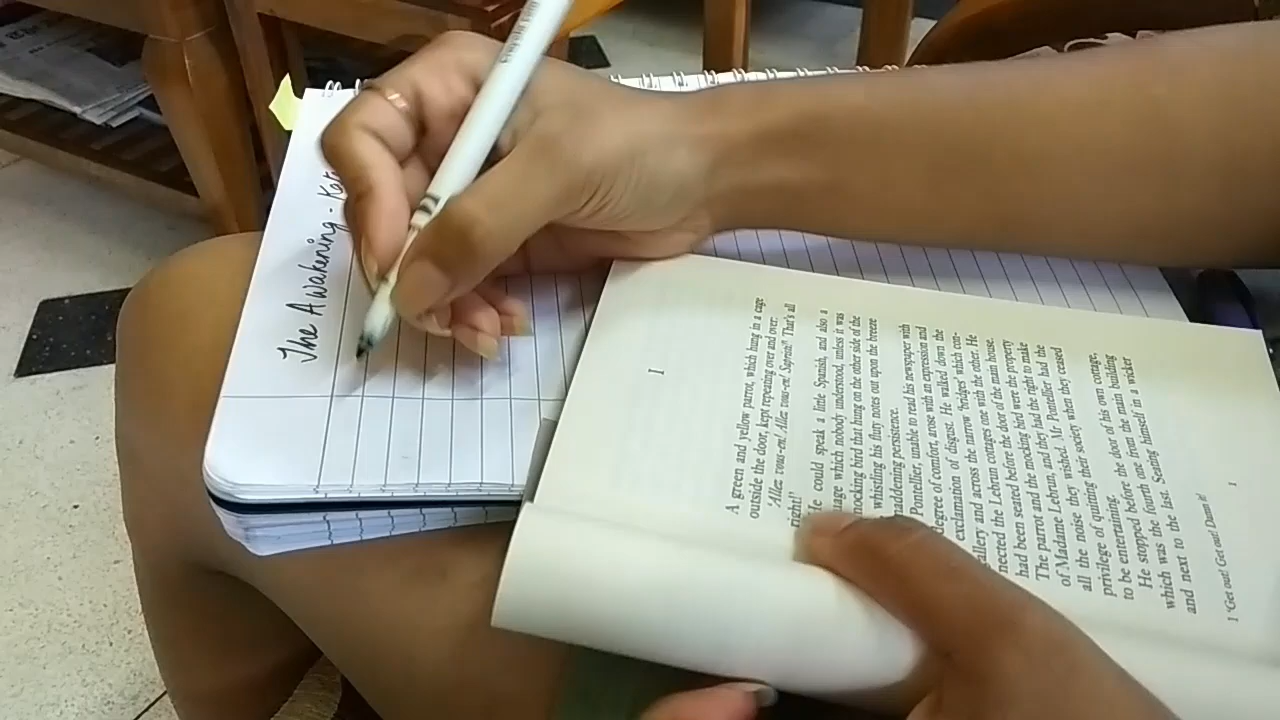 The Awakening -
I
A green and yellow parrot, which hung in a cage
outside the door, kept repeating over and over:
'Allez vous-en! Allez vous-en! Sapristi! That's all
right!'
He could speak a little Spanish, and also a
language which nobody understood, unless it was
mocking bird that hung on the other side of the
whistling his fluty notes out upon the breeze
maddening persistence.
Pontellier, unable to read his newspaper with
degree of comfort, arose with an expression and
exclamation of disgust. He walked down the
gallery and across the narrow 'bridges' which con-
nected the Lebrun cottages one with the other. He
had been seated before the door of the main house.
The parrot and the mocking bird were the property
of Madame Lebrun, and they had the right to make
all the noise they wished. Mr Pontellier had the
privilege of quitting their society when they ceased
to be entertaining.
He stopped before the door of his own cottage,
which was the fourth one from the main building
and next to the last. Seating himself in a wicker
1 'Get out! Get out! Damn it!
1